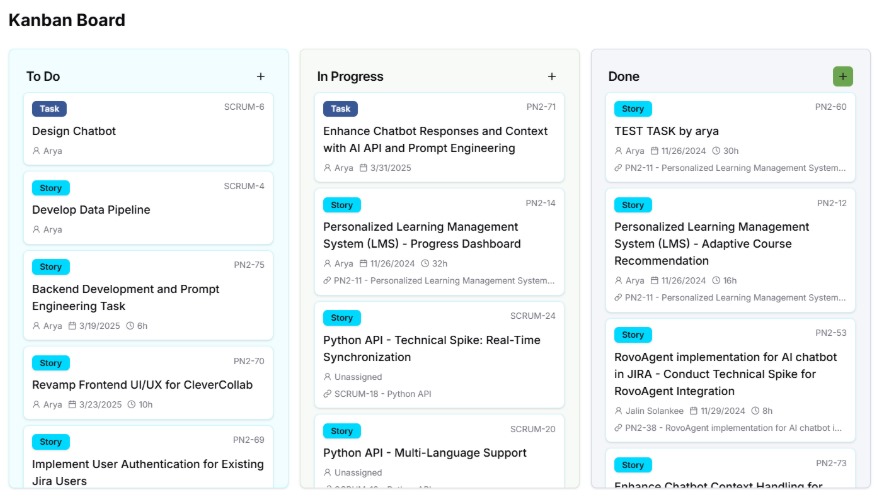 Kanban Board
To Do
+
Task
SCRUM-6
Design Chatbot
Arya
Story
SCRUM-4
Develop Data Pipeline
Arya
Story
PN2-75
Backend Development and Prompt
Engineering Task
Arya 3/19/2025 6h
Story
PN2-70
Revamp Frontend UI/UX for CleverCollab
Arya 3/23/2025 10h
Story
PN2-69
Implement User Authentication for Existing
Jira Users
In Progress
+
Task
PN2-71
Enhance Chatbot Responses and Context
with AI API and Prompt Engineering
Arya 3/31/2025
Story
PN2-14
Personalized Learning Management
System (LMS) - Progress Dashboard
Arya 11/26/2024 32h
PN2-11 - Personalized Learning Management System...
Story
SCRUM-24
Python API - Technical Spike: Real-Time
Synchronization
Unassigned
SCRUM-18 - Python API
Story
SCRUM-20
Python API - Multi-Language Support
Unassigned
Done
+
Story
PN2-60
TEST TASK by arya
Arya 11/26/2024 30h
PN2-11 - Personalized Learning Management System...
Story
PN2-12
Personalized Learning Management
System (LMS) - Adaptive Course
Recommendation
Arya 11/26/2024 16h
PN2-11 - Personalized Learning Management System...
Story
PN2-53
RovoAgent implementation for AI chatbot
in JIRA - Conduct Technical Spike for
RovoAgent Integration
Jalin Solankee 11/29/2024 8h
PN2-38 - RovoAgent implementation for AI chatbot i...
Story
PN2-73
Enhance Chatbot Context Handling for